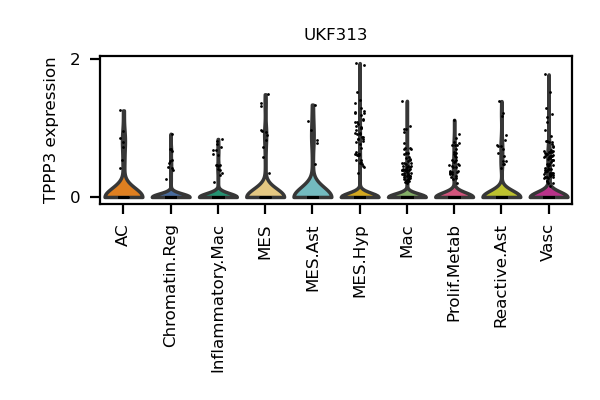 UKF313
TPPP3 expression
2
0
AC
Chromatin.Reg
Inflammatory.Mac
MES
MES.Ast
MES.Hyp
Mac
Prolif.Metab
Reactive.Ast
Vasc